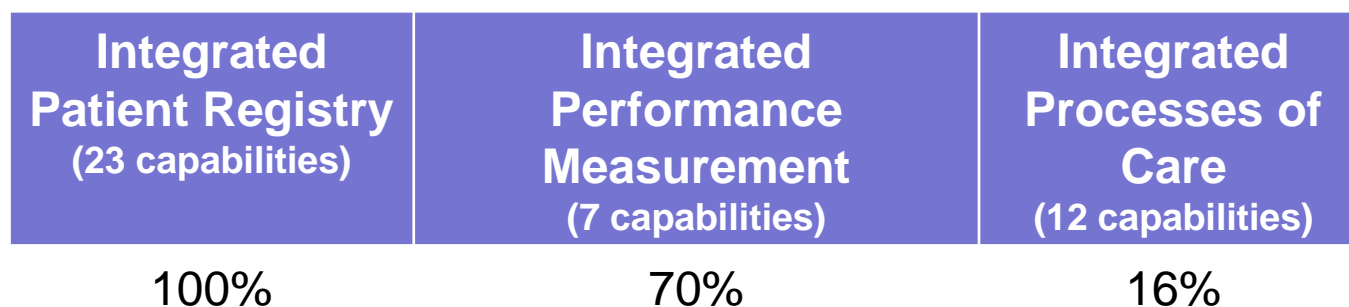 Integrated
Patient Registry
(23 capabilities)
Integrated
Performance
Measurement
(7 capabilities)
Integrated
Processes of
Care
(12 capabilities)
100%
70%
16%